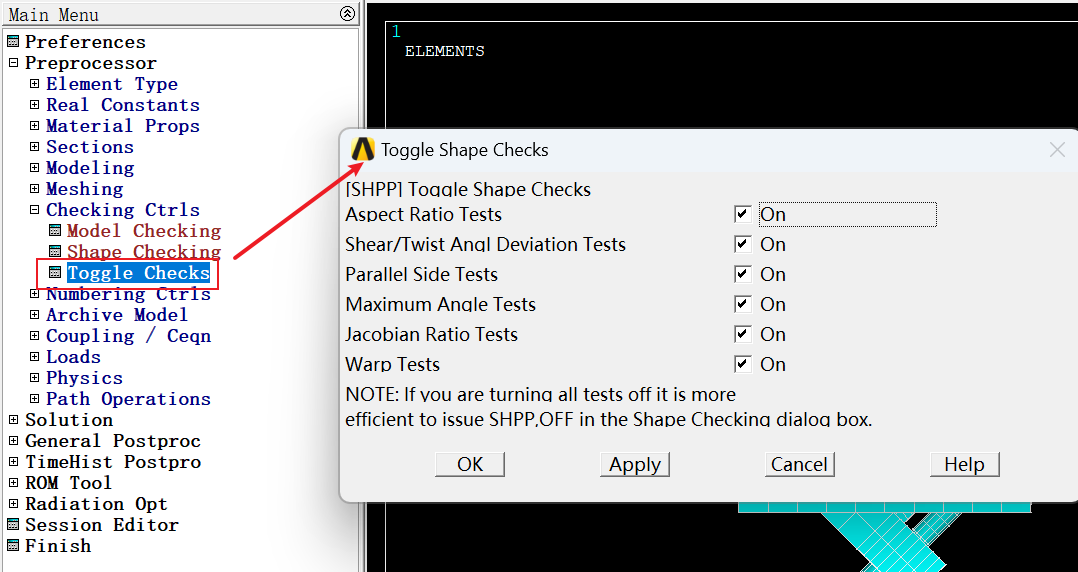 Main Menu
Preferences
Preprocessor
Element Type
Real Constants
Material Props
Sections
Modeling
Meshing
Checking Ctrls
Model Checking
Shape Checking
Toggle Checks
Numbering Ctrls
Archive Model
Coupling / Ceqn
Loads
Physics
Path Operations
Solution
General Postproc
TimeHist Postpro
ROM Tool
Radiation Opt
Session Editor
Finish
1
ELEMENTS
Toggle Shape Checks
[SHPP] Toggle Shape Checks
Aspect Ratio Tests On
Shear/Twist Angl Deviation Tests On
Parallel Side Tests On
Maximum Angle Tests On
Jacobian Ratio Tests On
Warp Tests On
NOTE: If you are turning all tests off it is more
efficient to issue SHPP,OFF in the Shape Checking dialog box.
OK Apply Cancel Help